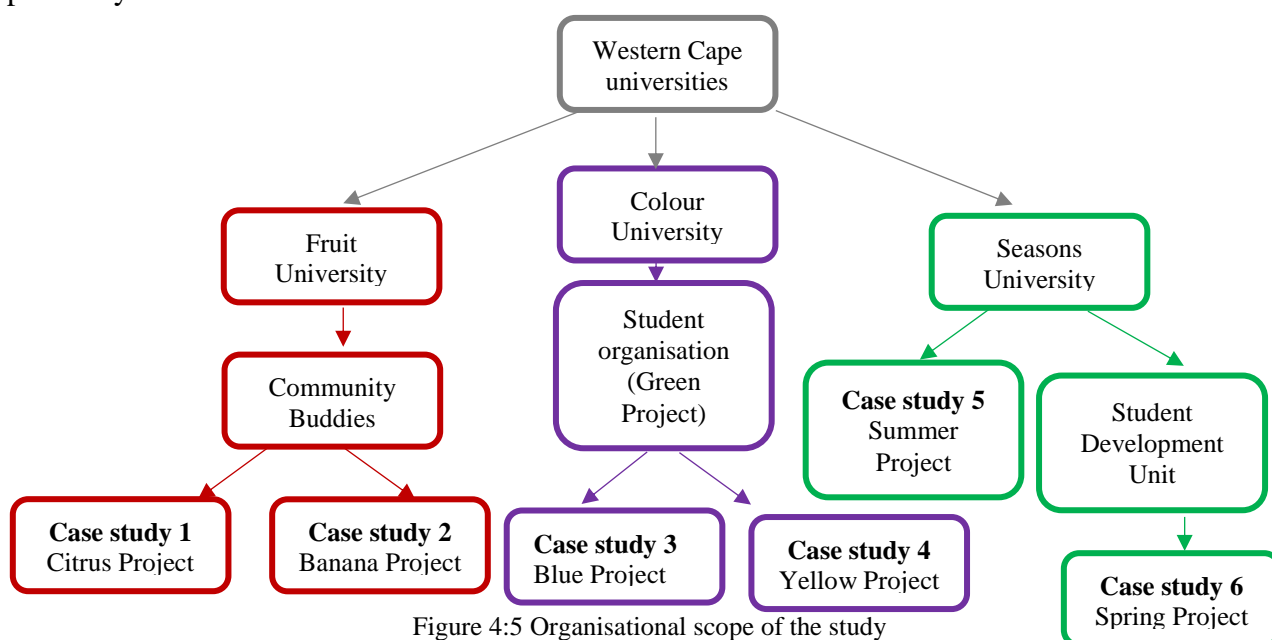 Western Cape
universities
Fruit
University
Colour
University
Seasons
University
Community
Buddies
Student
organisation
(Green
Project)
Case study 5
Summer
Project
Student
Development
Unit
Case study 1
Citrus Project
Case study 2
Banana Project
Case study 3
Blue Project
Case study 4
Yellow Project
Case study 6
Spring Project
Figure 4:5 Organisational scope of the study